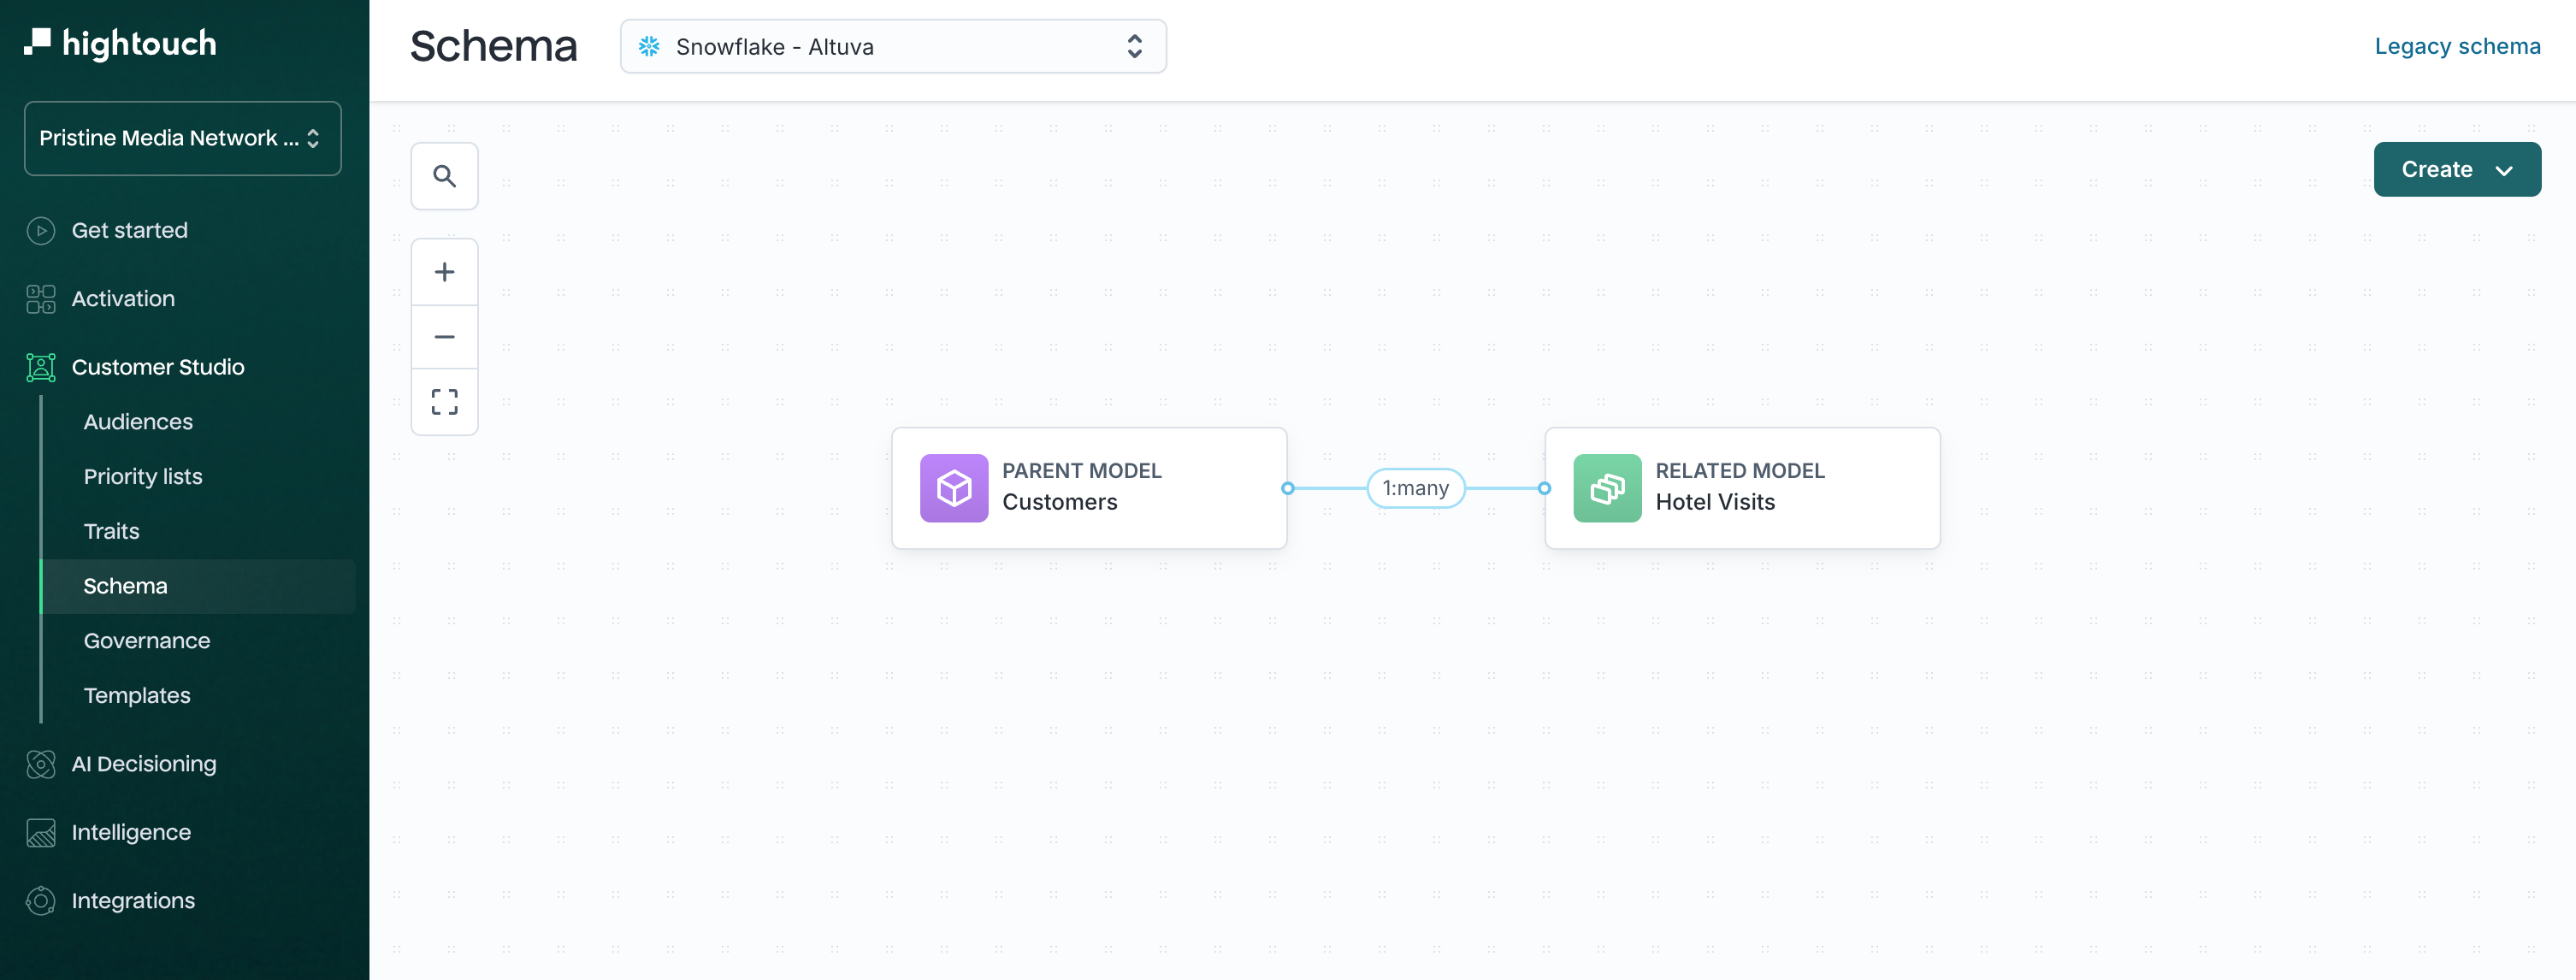 hightouch
Pristine Media Network ...
Get started
Activation
Customer Studio
Audiences
Priority lists
Traits
Schema
Governance
Templates
AI Decisioning
Intelligence
Integrations
Schema
Snowflake - Altuva
Legacy schema
Create
PARENT MODEL
Customers
1:many
RELATED MODEL
Hotel Visits